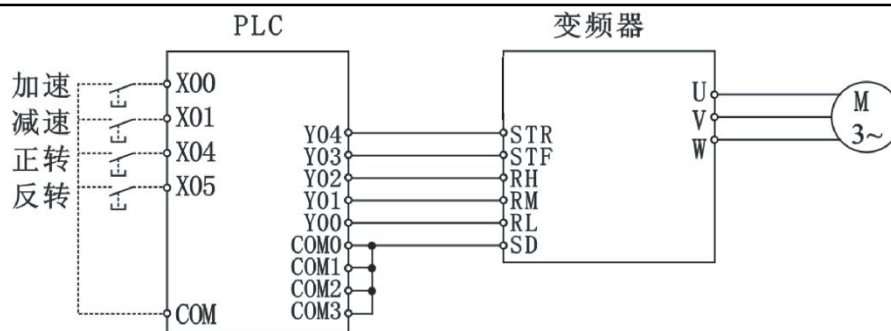 PLC 变频器
加速 X00
减速 X01
正转 X04
反转 X05
COM
Y04
Y03
Y02
Y01
Y00
COM0
COM1
COM2
COM3
STR
STF
RH
RM
RL
SD
U
V
W
M
3~